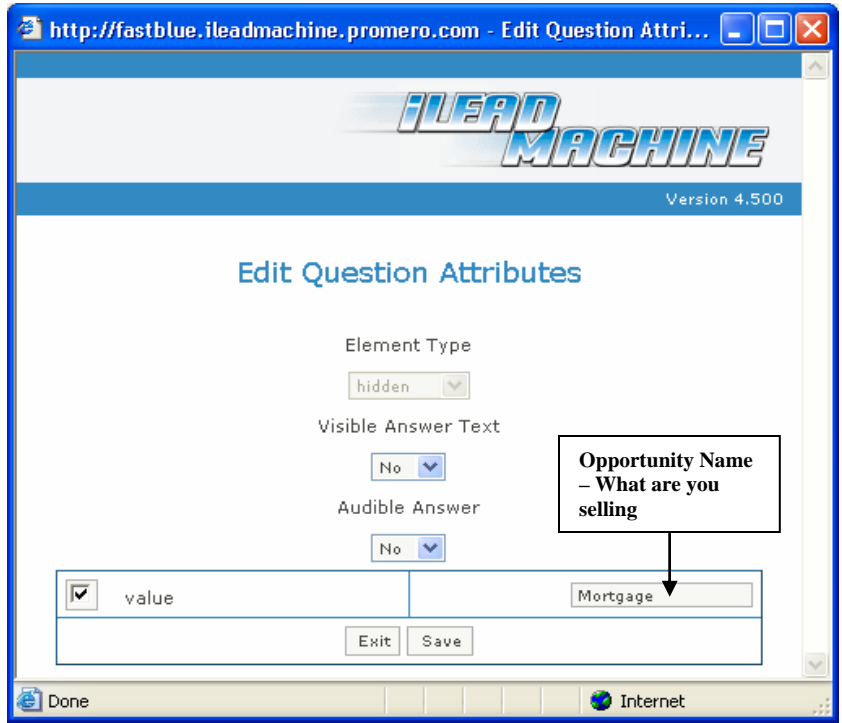 http://fastblue.ileadmachine.promero.com - Edit Question Attri...
iLEAD
MACHINE
Version 4.500
Edit Question Attributes
Element Type
hidden
Visible Answer Text
No
Opportunity Name
– What are you
selling
Audible Answer
No
value
Mortgage
Exit Save
Done
Internet